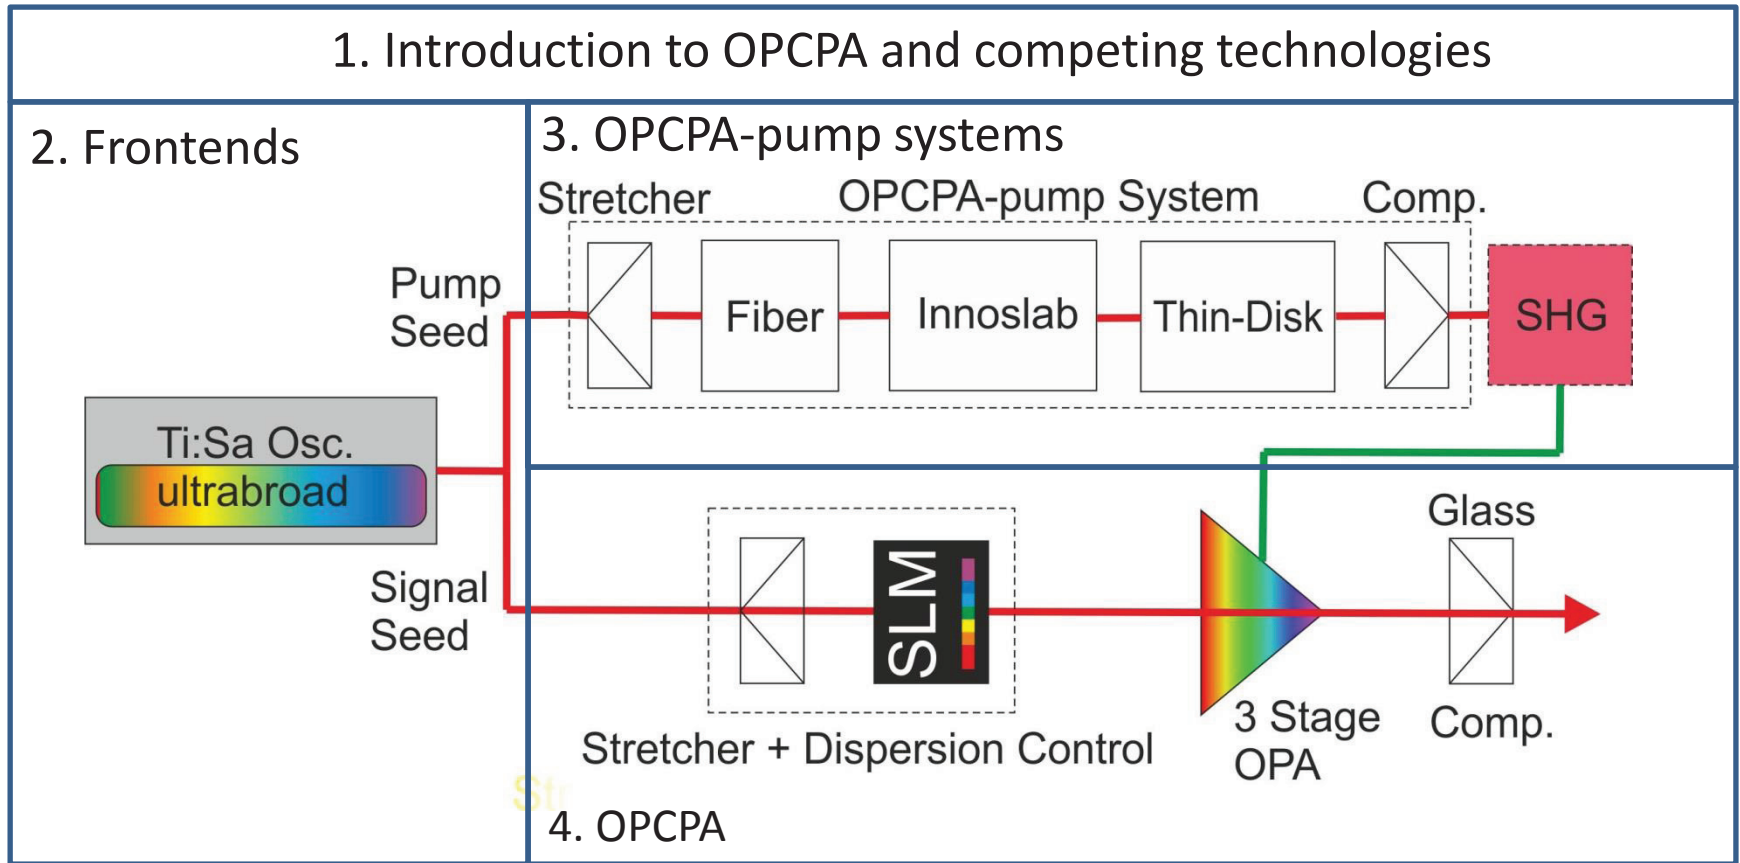 1. Introduction to OPCPA and competing technologies
2. Frontends
3. OPCPA-pump systems
Stretcher
OPCPA-pump System
Comp.
Pump
Seed
Fiber
Innoslab
Thin-Disk
SHG
Ti:Sa Osc.
ultrabroad
Signal
Seed
SLM
Glass
Comp.
3 Stage
OPA
Stretcher + Dispersion Control
4. OPCPA